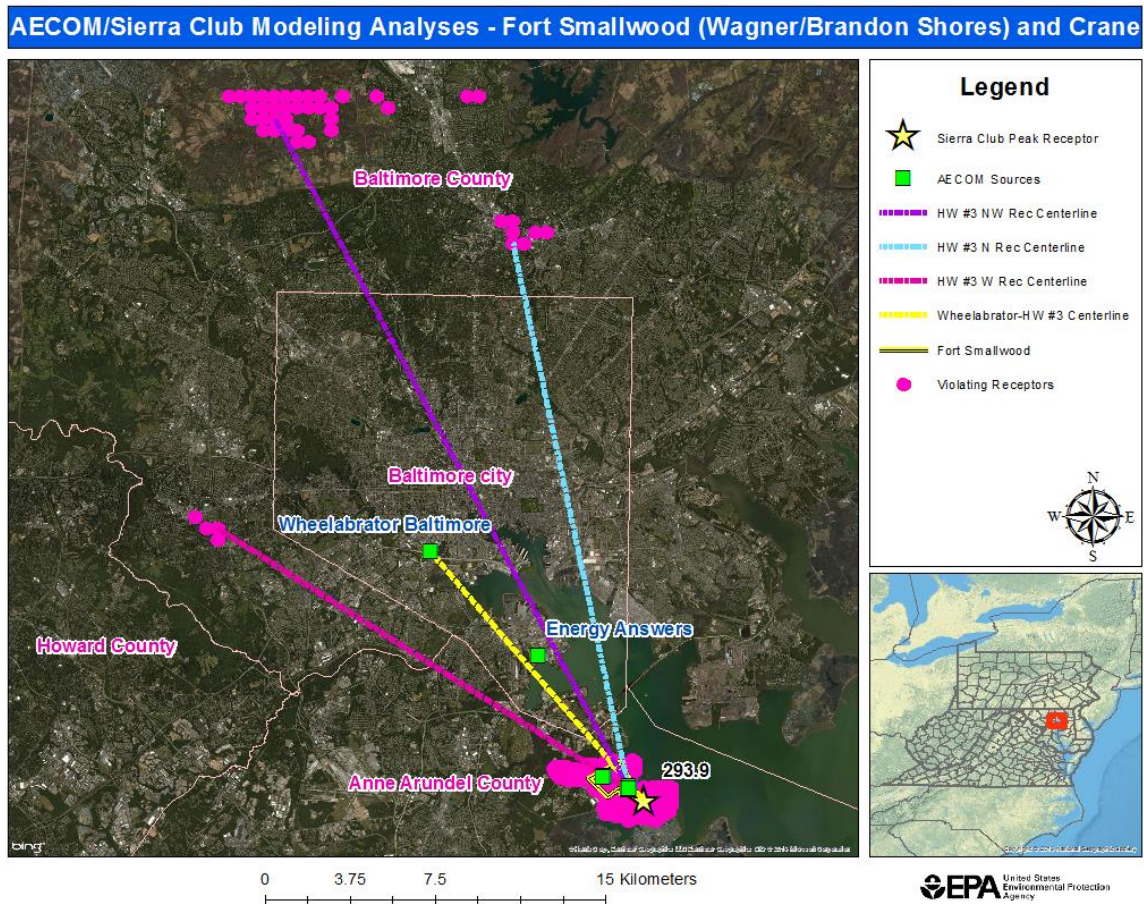 AECOM/Sierra Club Modeling Analyses - Fort Smallwood (Wagner/Brandon Shores) and Crane
Baltimore County
Baltimore city
Wheelabrator Baltimore
Energy Answers
Howard County
Anne Arundel County
293.9
bing
Legend
Sierra Club Peak Receptor
AECOM Sources
HW #3 NW Rec Centerline
HW #3 N Rec Centerline
HW #3 W Rec Centerline
Wheelabrator-HW #3 Centerline
Fort Smallwood
Violating Receptors
N
W E
S
0 3.75 7.5 15 Kilometers
EPA
United States
Environmental Protection
Agency